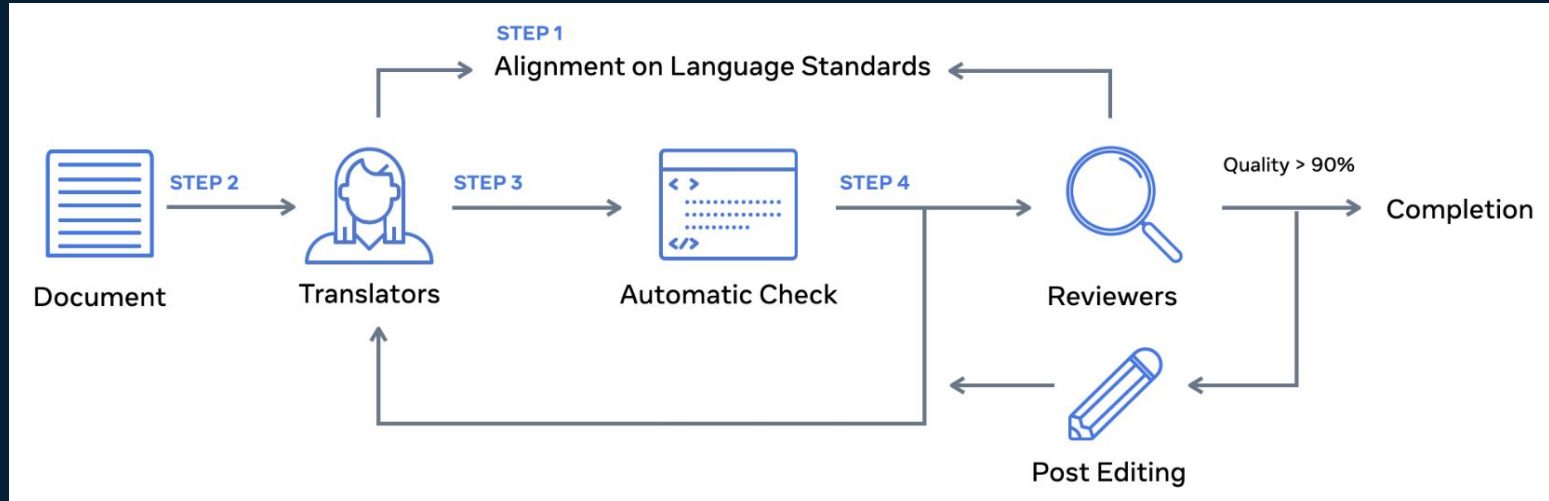 STEP 1
Alignment on Language Standards
STEP 2
STEP 3
STEP 4
Quality > 90%
Completion
< >
</>
Document
Translators
Automatic Check
Reviewers
Post Editing